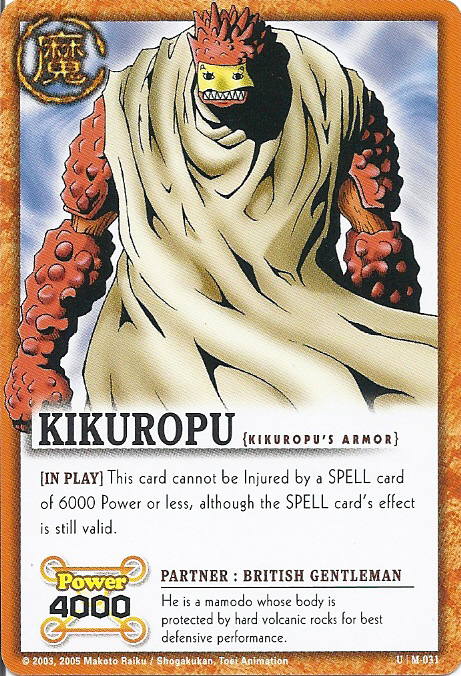 魔
KIKUROPU {KIKUROPU'S ARMOR}
[IN PLAY] This card cannot be Injured by a SPELL card
of 6000 Power or less, although the SPELL card's effect
is still valid.
Power
4000
PARTNER : BRITISH GENTLEMAN
He is a mamodo whose body is
protected by hard volcanic rocks for best
defensive performance.
© 2003, 2005 Makoto Raiku / Shogakukan, Toei Animation
U | M-031